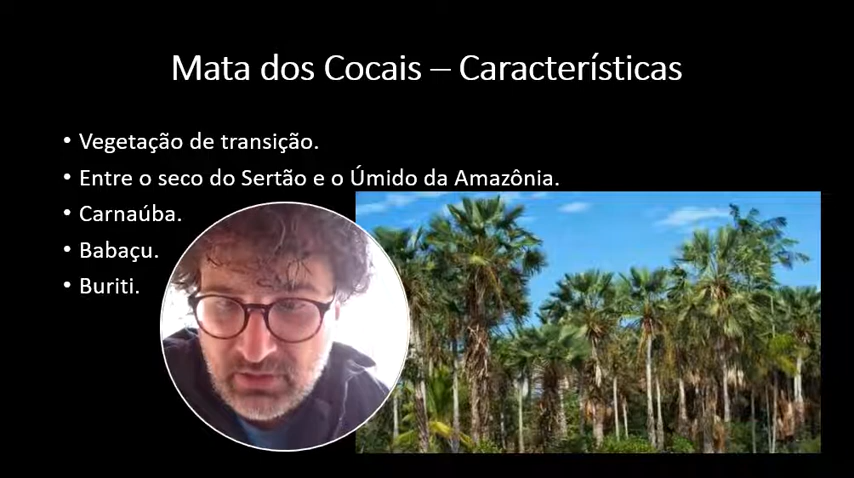 Mata dos Cocais – Características
• Vegetação de transição.
• Entre o seco do Sertão e o Úmido da Amazônia.
• Carnaúba.
• Babaçu.
• Buriti.